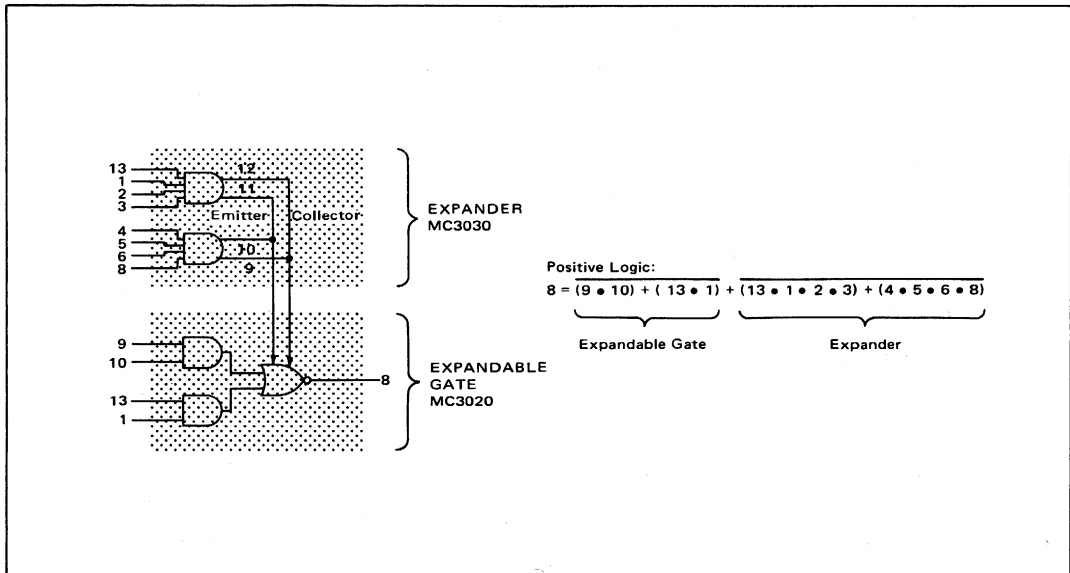 13
1
2
3
12
11
Emitter
Collector
4
5
6
8
10
9
EXPANDER
MC3030
9
10
13
1
8
EXPANDABLE
GATE
MC3020
Positive Logic:
8 = (9 • 10) + ( 13 • 1) + (13 • 1 • 2 • 3) + (4 • 5 • 6 • 8)
Expandable Gate
Expander